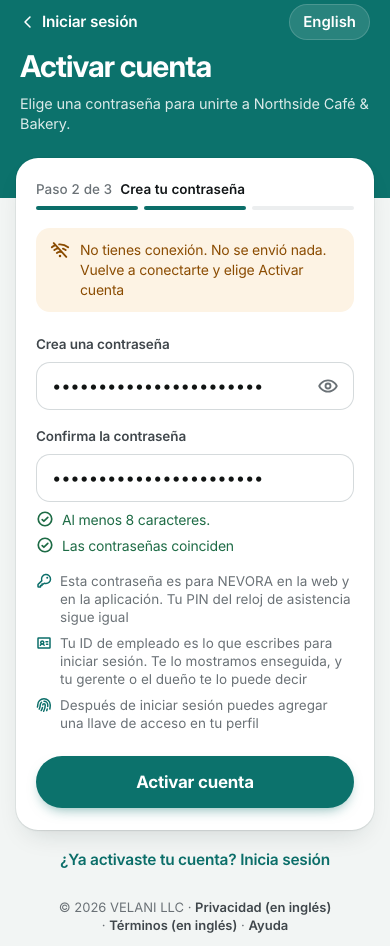 Iniciar sesión
English
Activar cuenta
Elige una contraseña para unirte a Northside Café &
Bakery.
Paso 2 de 3 Crea tu contraseña
No tienes conexión. No se envió nada.
Vuelve a conectarte y elige Activar
cuenta
Crea una contraseña
••••••••••••••••••••••
Confirma la contraseña
••••••••••••••••••••••
Al menos 8 caracteres.
Las contraseñas coinciden
Esta contraseña es para NEVORA en la web y
en la aplicación. Tu PIN del reloj de asistencia
sigue igual
Tu ID de empleado es lo que escribes para
iniciar sesión. Te lo mostramos enseguida, y
tu gerente o el dueño te lo puede decir
Después de iniciar sesión puedes agregar
una llave de acceso en tu perfil
Activar cuenta
¿Ya activaste tu cuenta? Inicia sesión
© 2026 VELANI LLC · Privacidad (en inglés)
· Términos (en inglés) · Ayuda